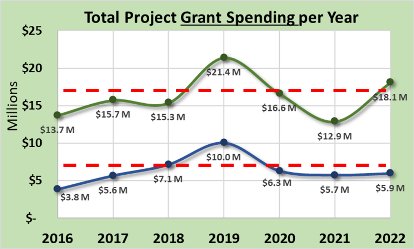 Total Project Grant Spending per Year
$25
$20
$15
$10
$5
$-
Millions
$13.7 M
$15.7 M
$15.3 M
$21.4 M
$16.6 M
$12.9 M
$18.1 M
$3.8 M
$5.6 M
$7.1 M
$10.0 M
$6.3 M
$5.7 M
$5.9 M
2016 2017 2018 2019 2020 2021 2022